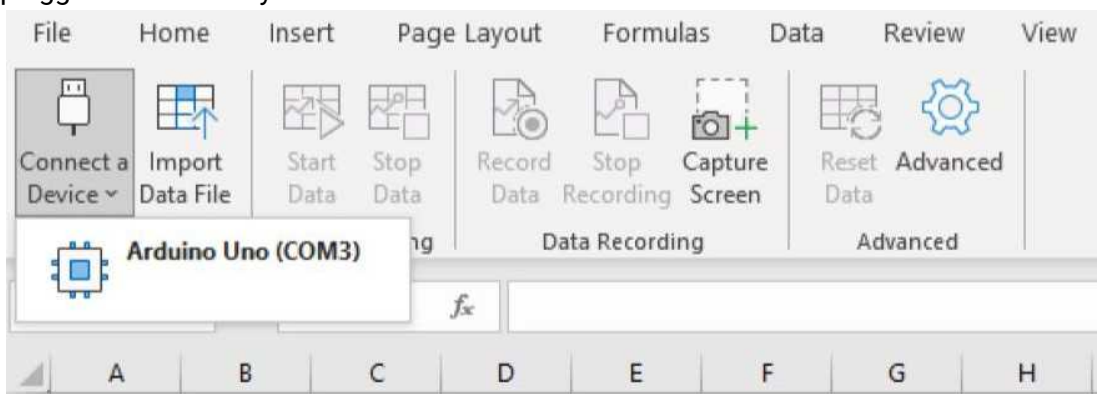 File Home Insert Page Layout Formulas Data Review View
Connect a Import Start Stop Record Stop Capture Reset Advanced
Device Data File Data Data Data Recording Screen Data
ng Data Recording Advanced
Arduino Uno (COM3)
fx
A B C D E F G H